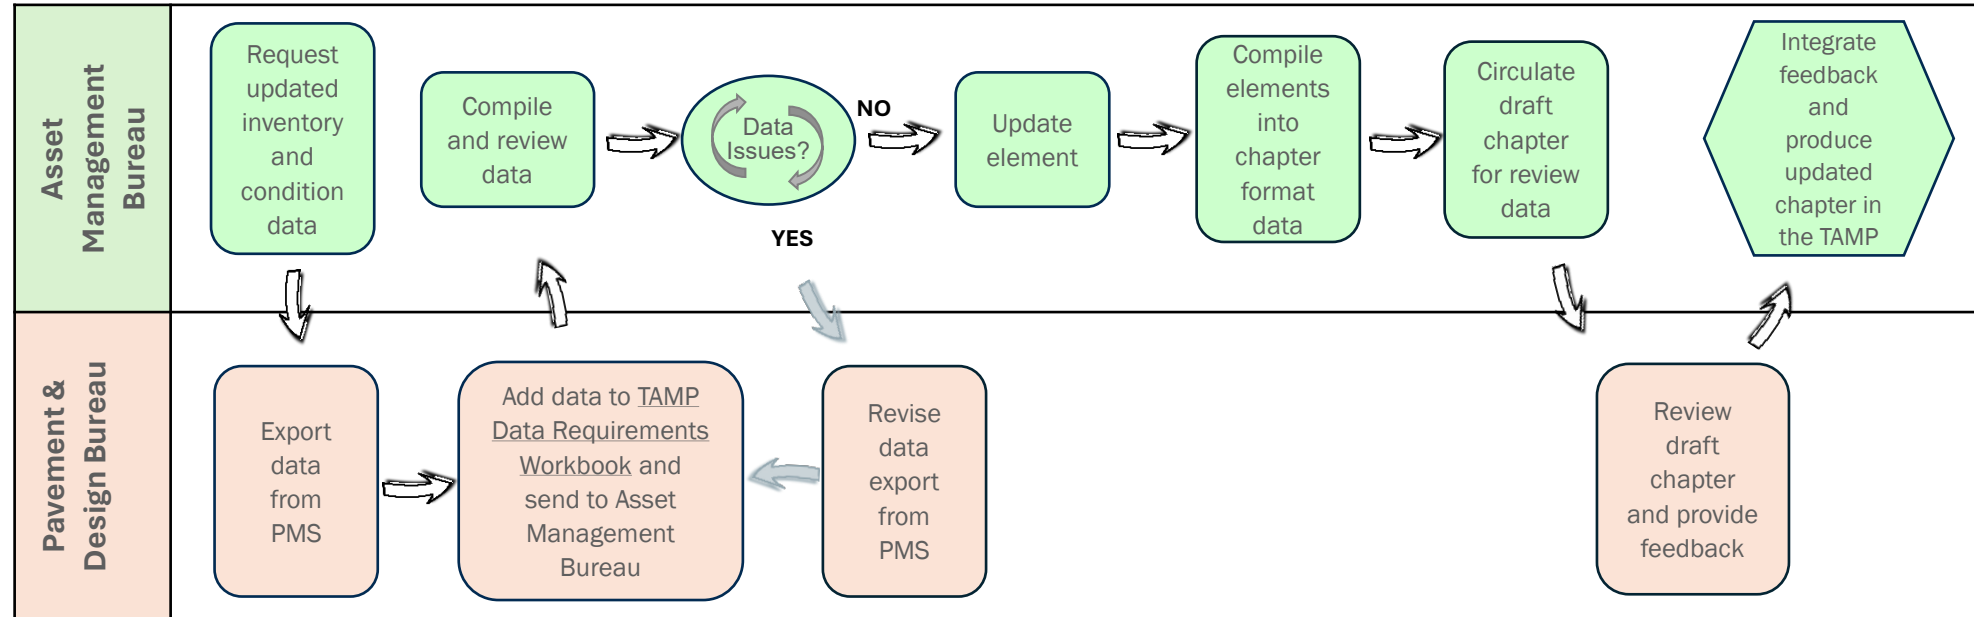 Asset
Management
Bureau
Request
updated
inventory
and
condition
data
Compile
and review
data
Data
Issues?
NO
YES
Update
element
Compile
elements
into
chapter
format
data
Circulate
draft
chapter
for review
data
Integrate
feedback
and
produce
updated
chapter in
the TAMP
Pavement &
Design Bureau
Export
data
from
PMS
Add data to TAMP
Data Requirements
Workbook and
send to Asset
Management
Bureau
Revise
data
export
from
PMS
Review
draft
chapter
and provide
feedback